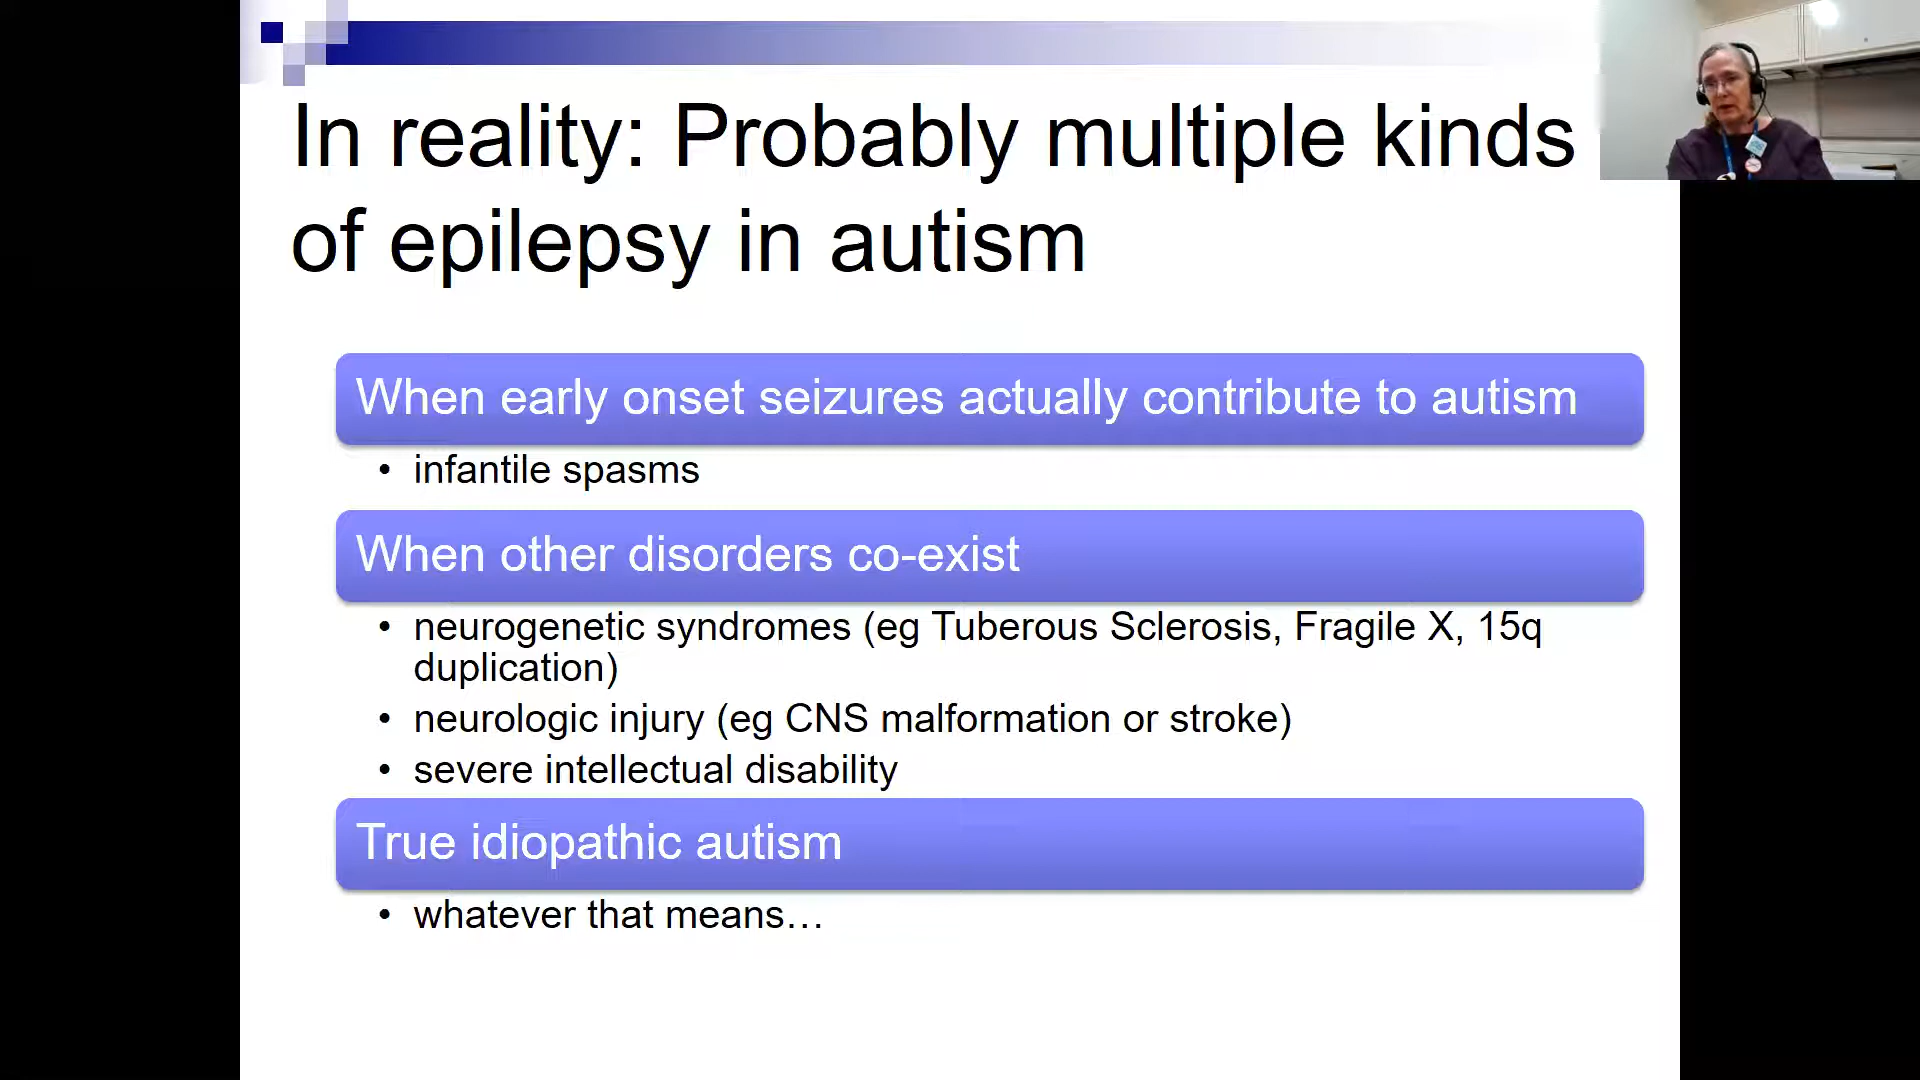 In reality: Probably multiple kinds
of epilepsy in autism
When early onset seizures actually contribute to autism
• infantile spasms
When other disorders co-exist
• neurogenetic syndromes (eg Tuberous Sclerosis, Fragile X, 15q
duplication)
• neurologic injury (eg CNS malformation or stroke)
• severe intellectual disability
True idiopathic autism
• whatever that means…